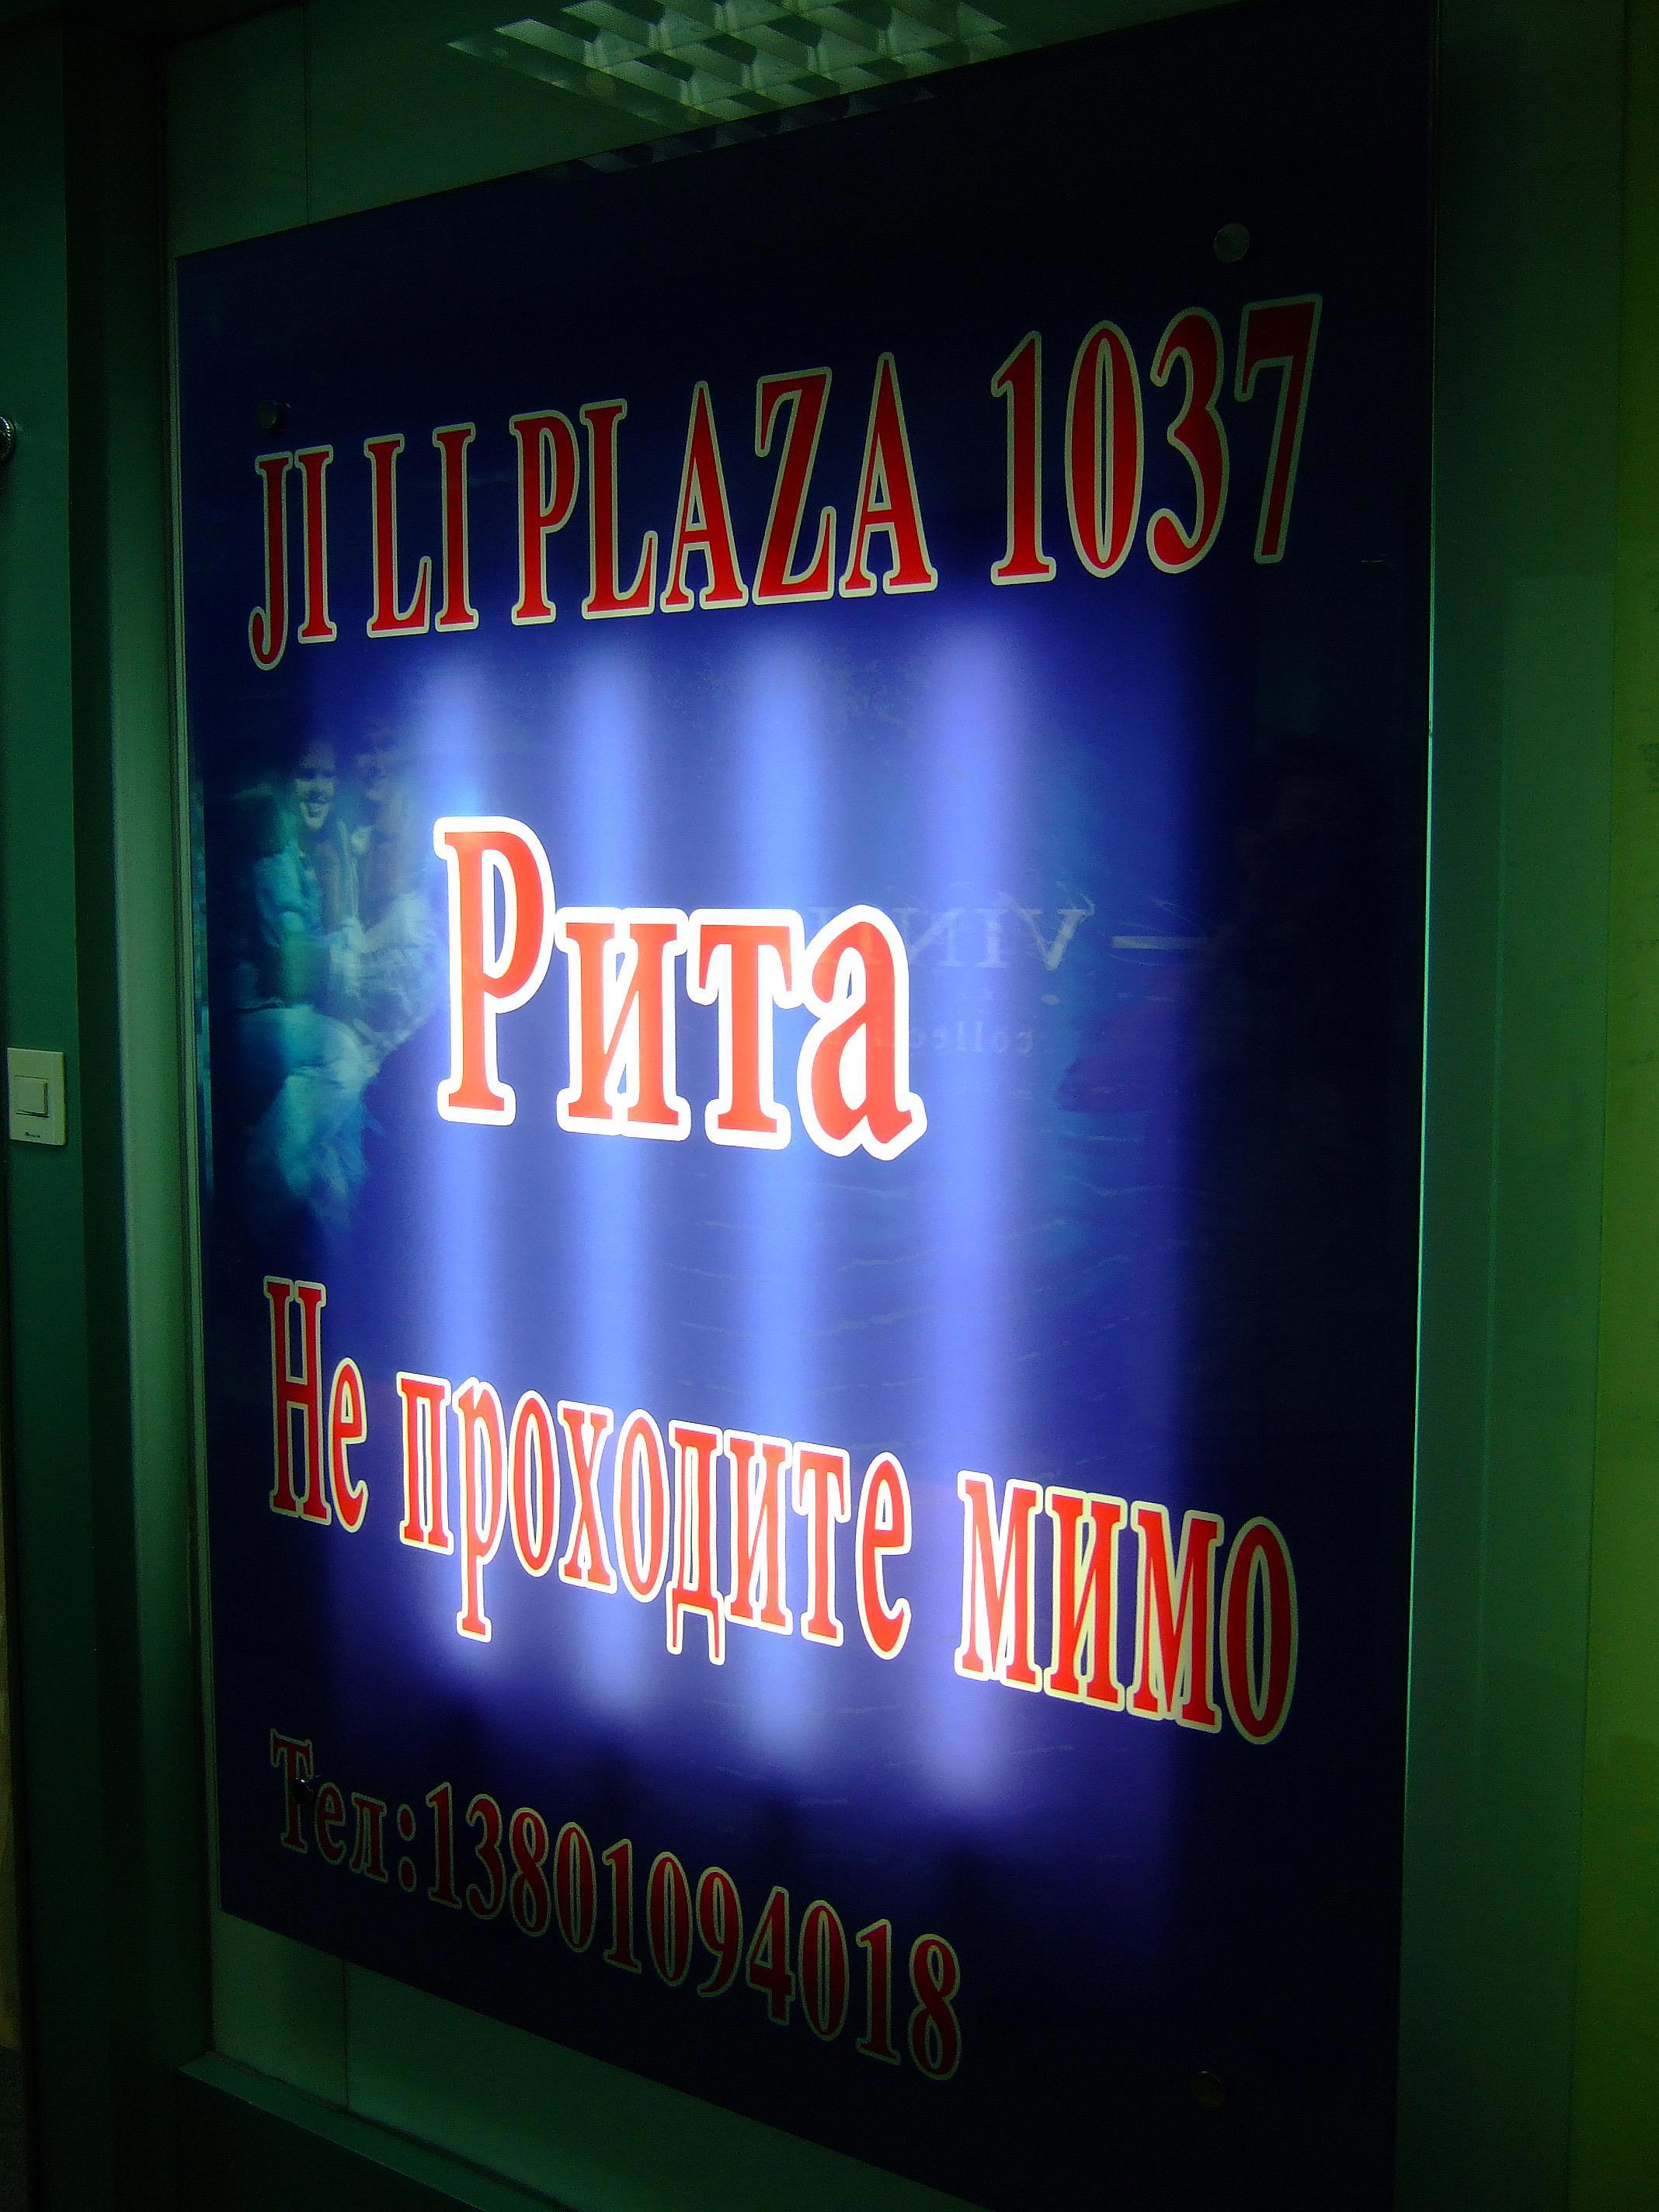 JI LI PLAZA 1037
Рита
Не проходите мимо
Тел:13801094018